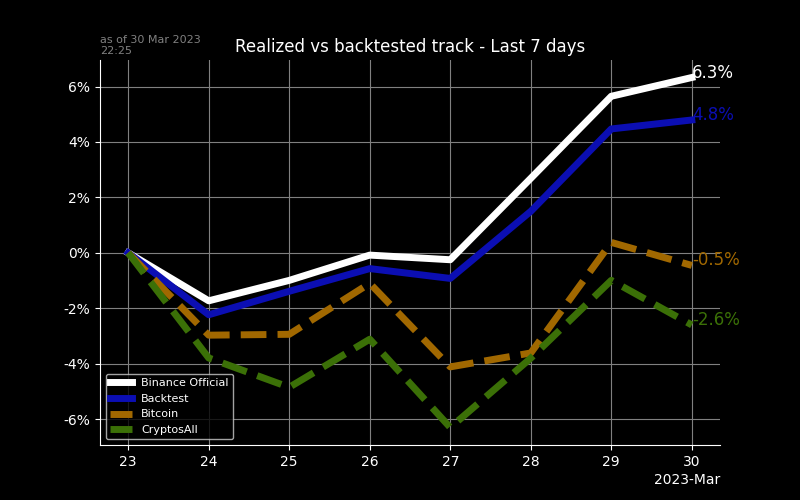 as of 30 Mar 2023
22:25
Realized vs backtested track - Last 7 days
6%
4%
2%
0%
-2%
-4%
-6%
6.3%
4.8%
-0.5%
-2.6%
Binance Official
Backtest
Bitcoin
CryptosAll
23 24 25 26 27 28 29 30
2023-Mar